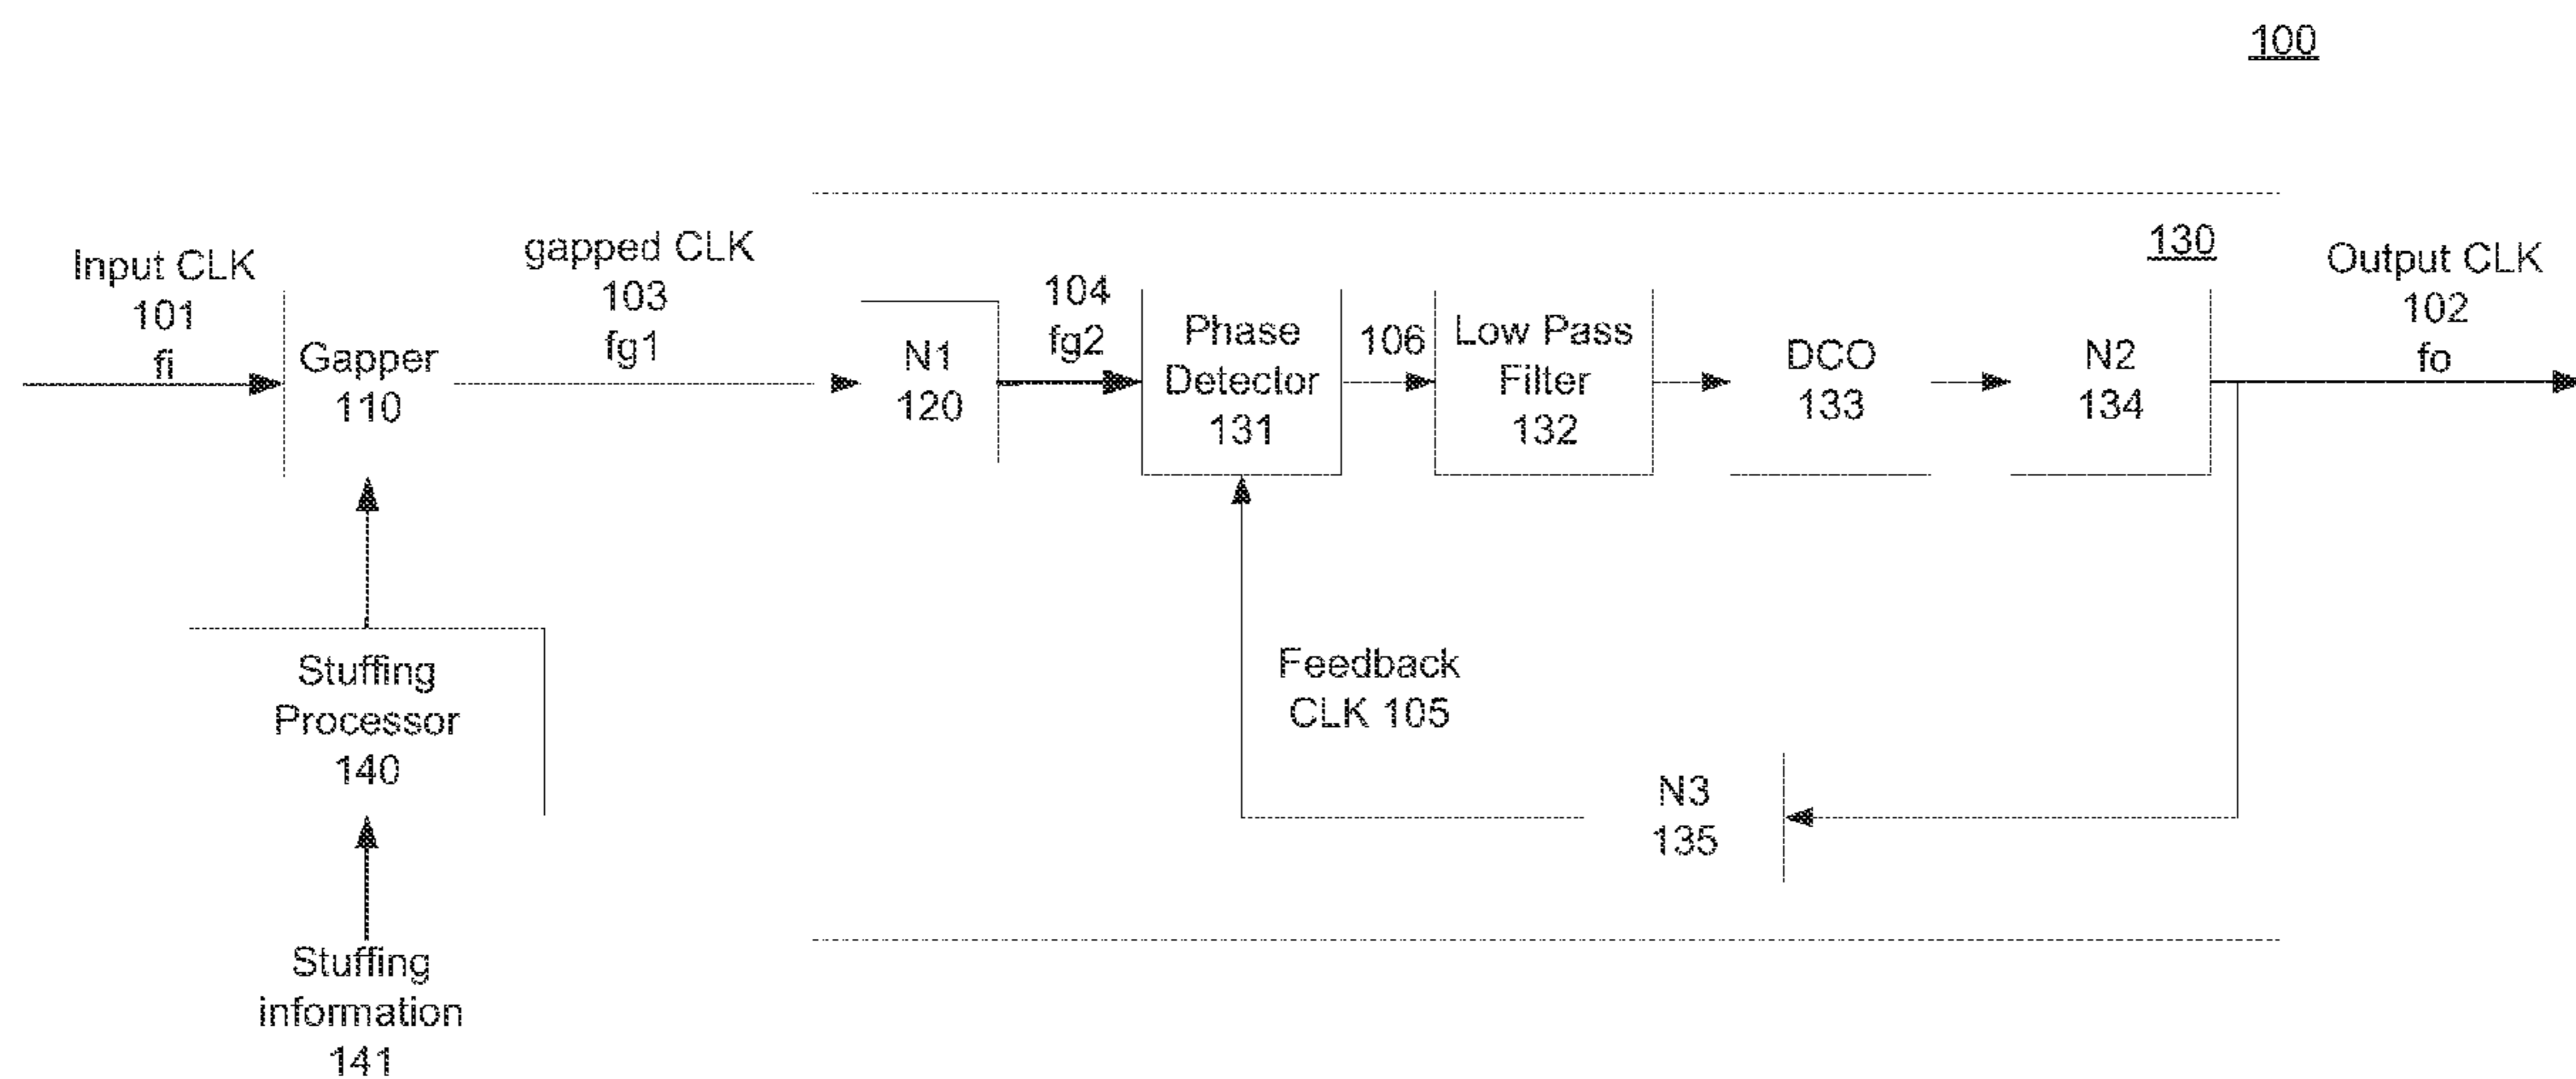 100
Input CLK
101
fi
Gapper
110
gapped CLK
103
fg1
N1
120
104
fg2
Phase
Detector
131
106
Low Pass
Filter
132
DCO
133
N2
134
130
Output CLK
102
fo
Stuffing
Processor
140
Feedback
CLK 105
N3
135
Stuffing
information
141